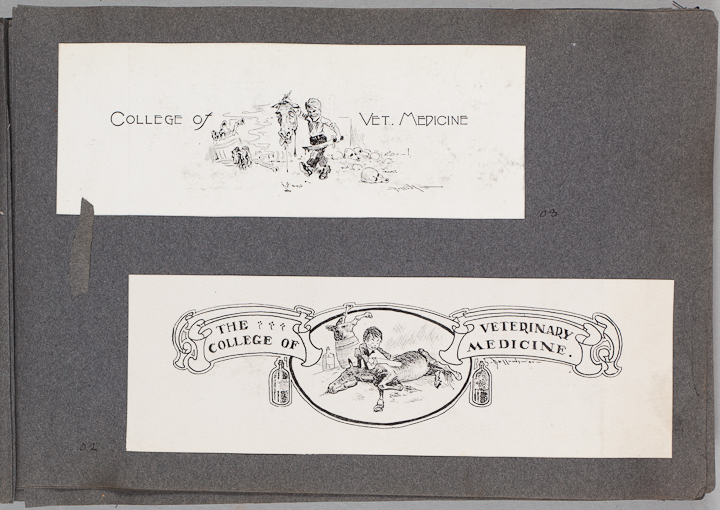 COLLEGE of VET. MEDICINE
03
THE ? ? ?
COLLEGE OF
VETERINARY
MEDICINE.
02